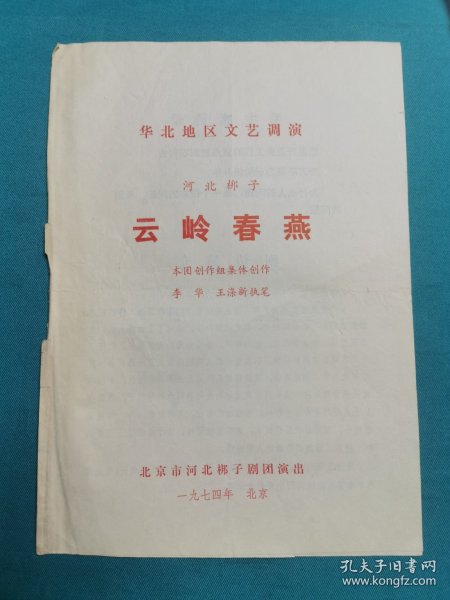 华北地区文艺调演
河北梆子
云岭春燕
本团创作组集体创作
李华 王涤新执笔
北京市河北梆子剧团演出
一九七四年 北京
孔夫子旧书网
www.kongfz.com